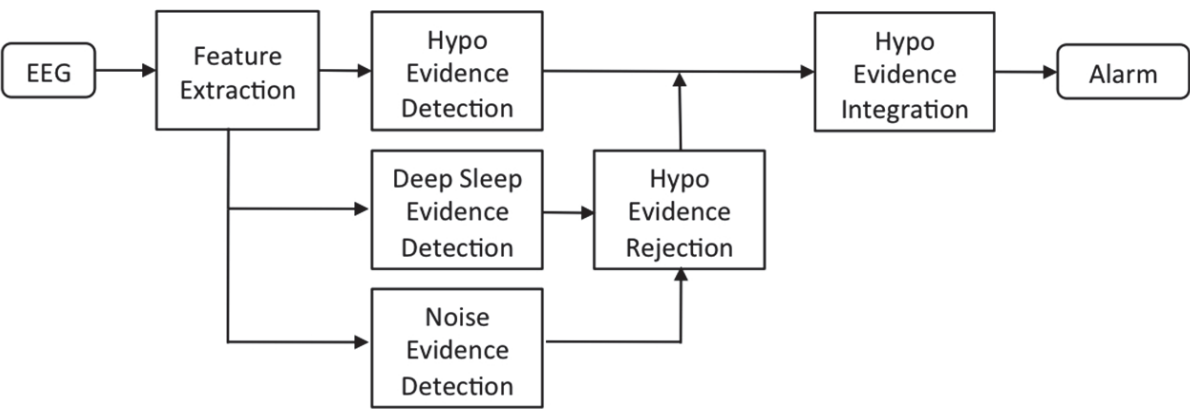 EEG
Feature
Extraction
Hypo
Evidence
Detection
Hypo
Evidence
Integration
Alarm
Deep Sleep
Evidence
Detection
Hypo
Evidence
Rejection
Noise
Evidence
Detection